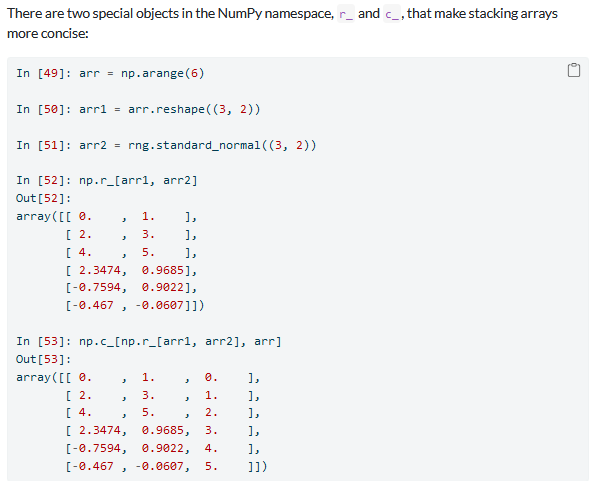 There are two special objects in the NumPy namespace, r_ and c_, that make stacking arrays
more concise:
In [49]: arr = np.arange(6)
In [50]: arr1 = arr.reshape((3, 2))
In [51]: arr2 = rng.standard_normal((3, 2))
In [52]: np.r_[arr1, arr2]
Out[52]:
array([[ 0.    ,  1.    ],
       [ 2.    ,  3.    ],
       [ 4.    ,  5.    ],
       [ 2.3474,  0.9685],
       [-0.7594,  0.9022],
       [-0.467 , -0.0607]])
In [53]: np.c_[np.r_[arr1, arr2], arr]
Out[53]:
array([[ 0.    ,  1.    ,  0.    ],
       [ 2.    ,  3.    ,  1.    ],
       [ 4.    ,  5.    ,  2.    ],
       [ 2.3474,  0.9685,  3.    ],
       [-0.7594,  0.9022,  4.    ],
       [-0.467 , -0.0607,  5.    ]])